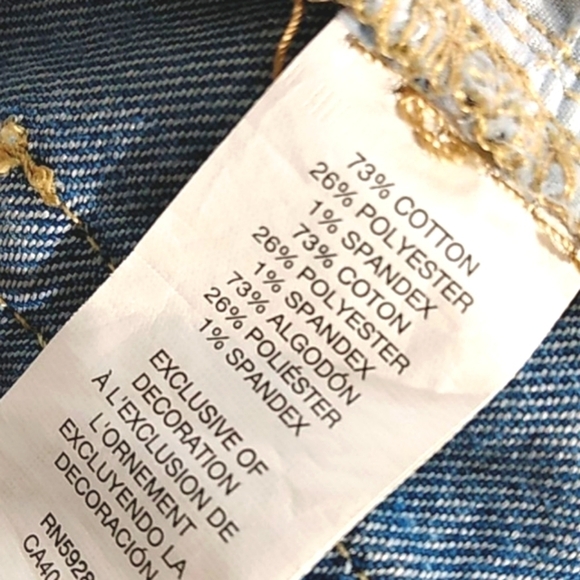 73% COTTON
26% POLYESTER
1% SPANDEX
73% COTON
26% POLYESTER
1% SPANDEX
73% ALGODÓN
26% POLIÉSTER
1% SPANDEX
EXCLUSIVE OF
DECORATION
À L'EXCLUSION DE
L'ORNEMENT
EXCLUYENDO LA
DECORACIÓN